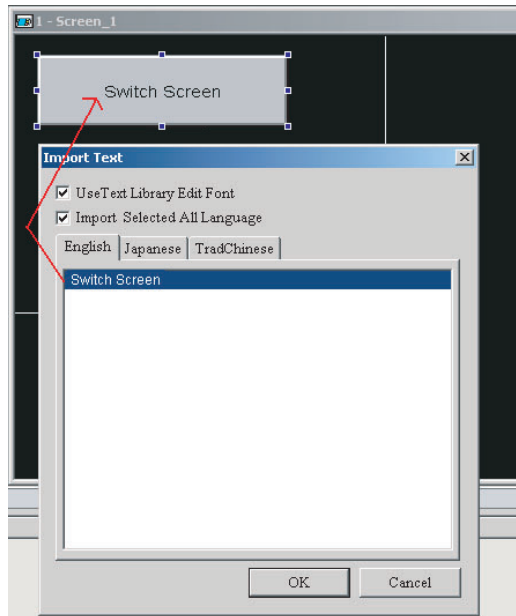 1 - Screen_1
Switch Screen
Import Text
UseText Library Edit Font
Import Selected All Language
English Japanese TradChinese
Switch Screen
OK Cancel